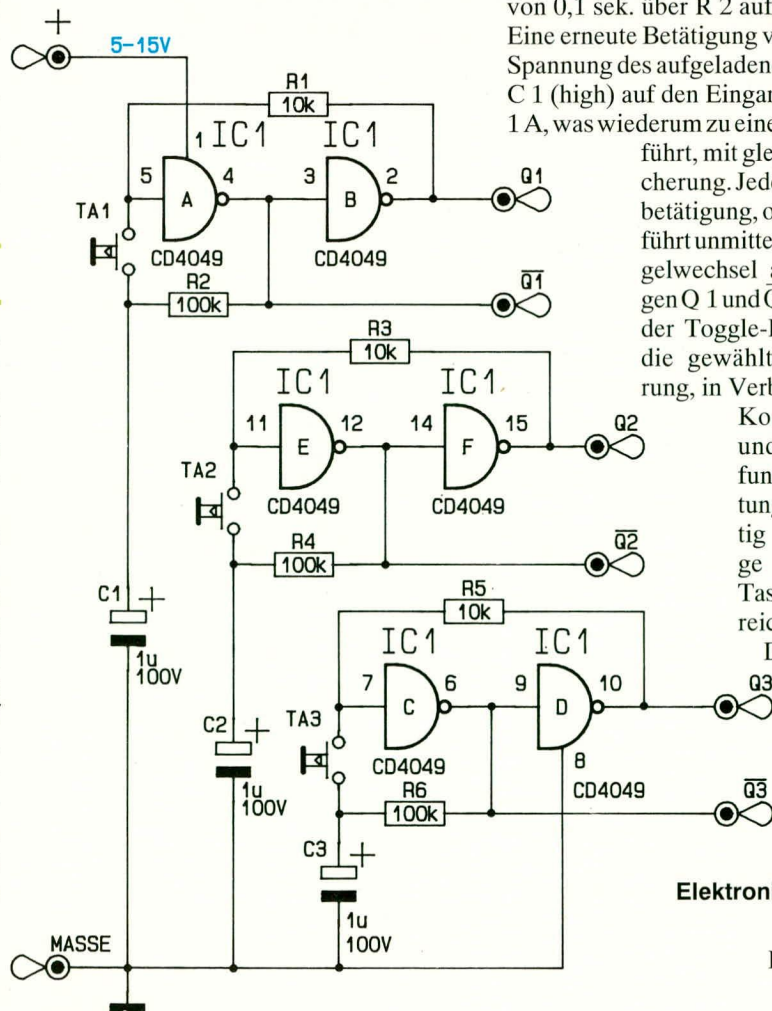 von 0,1 sek. über R 2 auf
Eine erneute Betätigung v
Spannung des aufgeladen
C 1 (high) auf den Eingan
1 A, was wiederum zu eine
führt, mit gle
cherung. Jede
betätigung, o
führt unmitte
gelwechsel a
gen Q 1 und
der Toggle-
die gewählt
rung, in Verb
Ko
und
fun
tung
tig
ge
Tas
reic
+
5-15V
R1
10k
1 IC1 IC1
5 A 4 3 B 2 Q1
TA1
CD4049 CD4049
R2
100k
Q̅1̅
R3
10k
IC1 IC1
11 E 12 14 F 15 Q2
TA2
CD4049 CD4049
R4
100k
Q̅2̅
C1 +
1u
100V
R5
10k
IC1 IC1
7 C 6 9 D 10 Q3
TA3
8
CD4049 CD4049
R6
100k
Q̅3̅
C2 +
1u
100V
C3 +
1u
100V
MASSE
Elektron